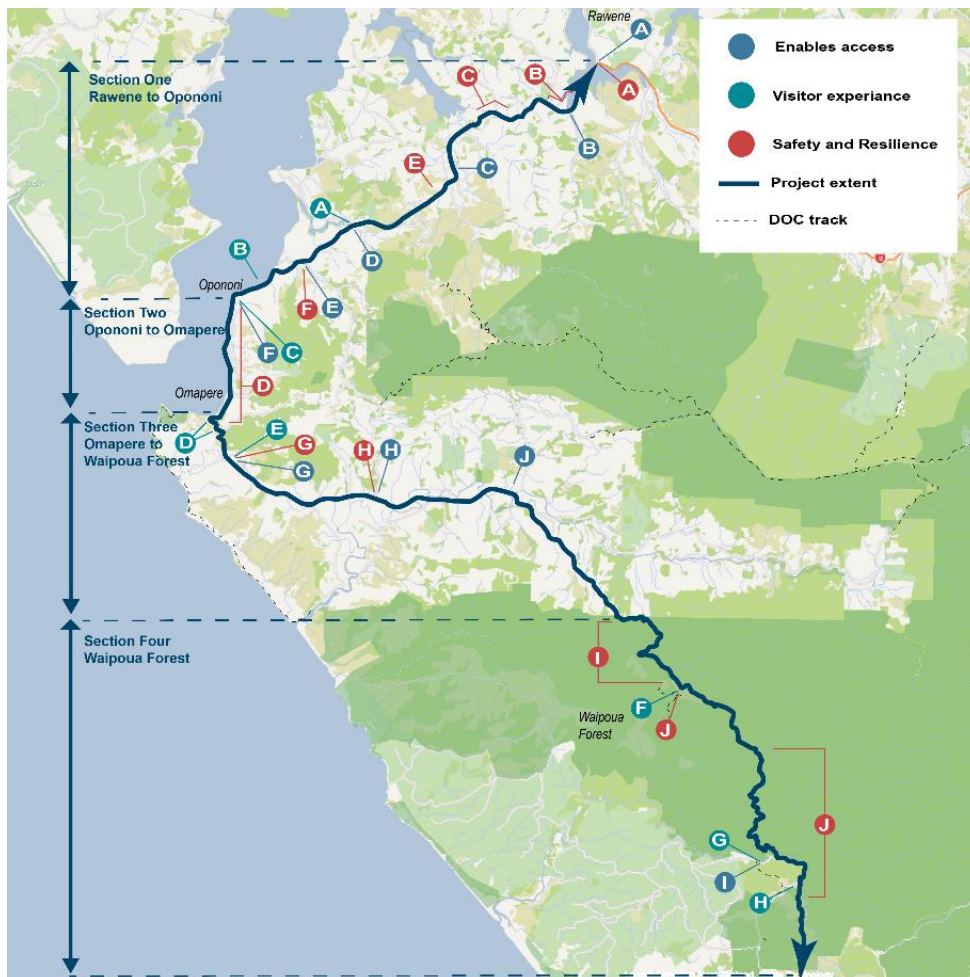 Rawene
A
Enables access
Visitor experiance
Safety and Resilience
Project extent
DOC track
Section One
Rawene to Opononi
C
B
A
B
E
C
A
D
B
Opononi
F
E
Section Two
Opononi to Omapere
F
C
D
Omapere
Section Three
Omapere to
Waipoua Forest
D
E
G
G
H
H
J
Section Four
Waipoua Forest
I
F
Waipoua
Forest
J
J
G
I
H